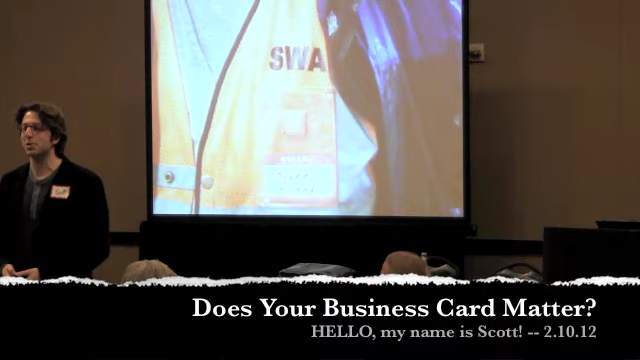 SWA
Does Your Business Card Matter?
HELLO, my name is Scott! -- 2.10.12